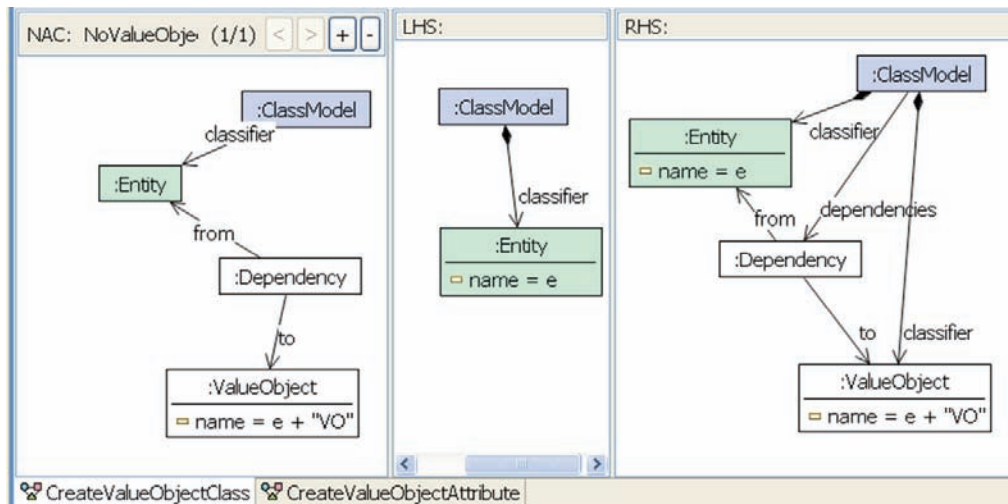 NAC: NoValueObje (1/1) < > + -
:ClassModel
classifier
:Entity
from
:Dependency
to
:ValueObject
name = e + "VO"
LHS:
:ClassModel
classifier
:Entity
name = e
RHS:
:ClassModel
classifier
:Entity
name = e
from
dependencies
:Dependency
to
classifier
:ValueObject
name = e + "VO"
CreateValueObjectClass
CreateValueObjectAttribute